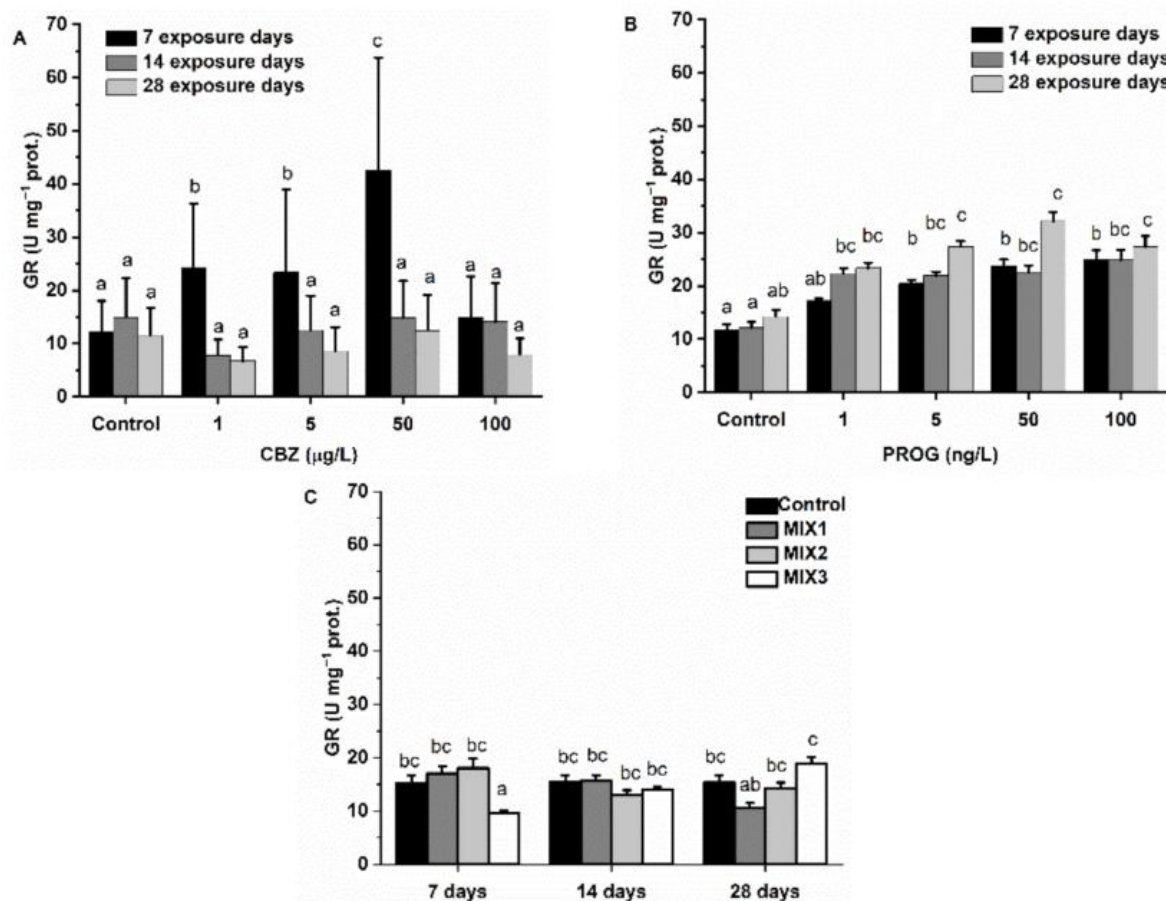 A
70
60
50
40
30
20
10
0
GR (U mg⁻¹ prot.)
7 exposure days
14 exposure days
28 exposure days
a a a
b a a
b a a
c a a
a a a
Control 1 5 50 100
CBZ (µg/L)
B
70
60
50
40
30
20
10
0
GR (U mg⁻¹ prot.)
7 exposure days
14 exposure days
28 exposure days
a a ab
ab bc bc
b bc c
b bc c
b bc c
Control 1 5 50 100
PROG (ng/L)
C
70
60
50
40
30
20
10
0
GR (U mg⁻¹ prot.)
Control
MIX1
MIX2
MIX3
bc bc bc a
bc bc bc bc
bc ab bc c
7 days 14 days 28 days